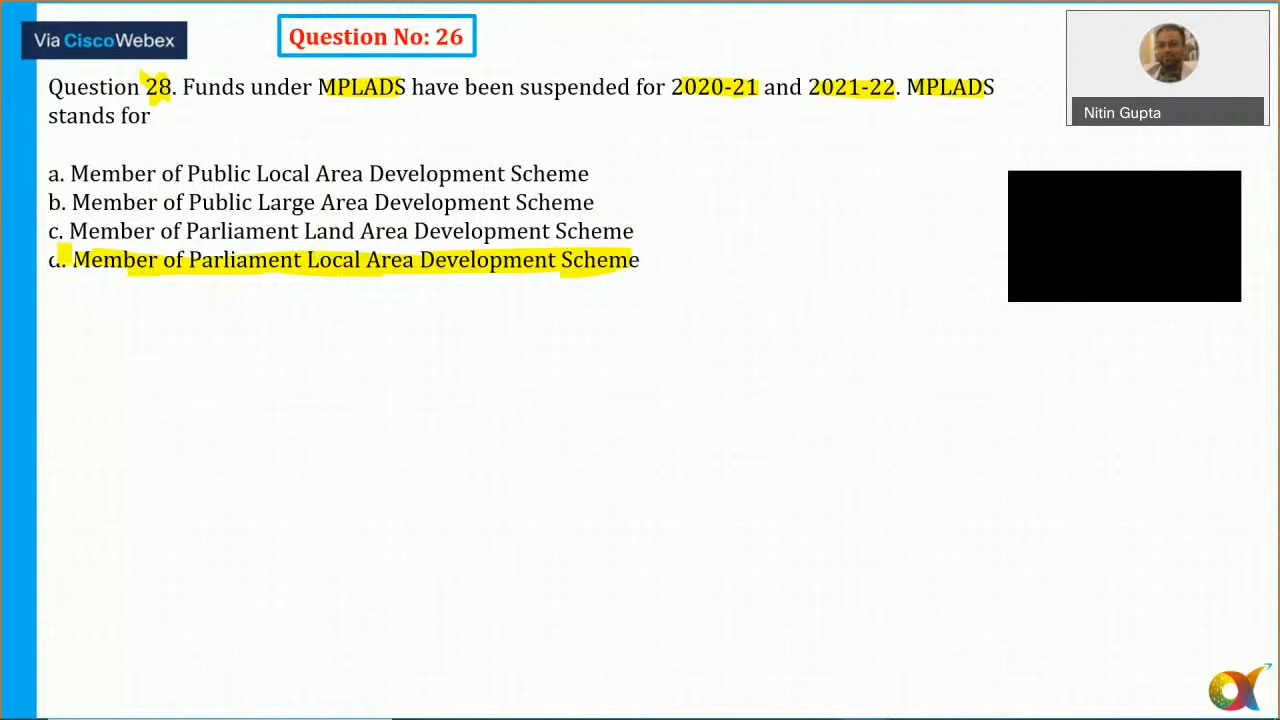 Via CiscoWebex
Question No: 26
Question 28. Funds under MPLADS have been suspended for 2020-21 and 2021-22. MPLADS
stands for
a. Member of Public Local Area Development Scheme
b. Member of Public Large Area Development Scheme
c. Member of Parliament Land Area Development Scheme
d. Member of Parliament Local Area Development Scheme
Nitin Gupta